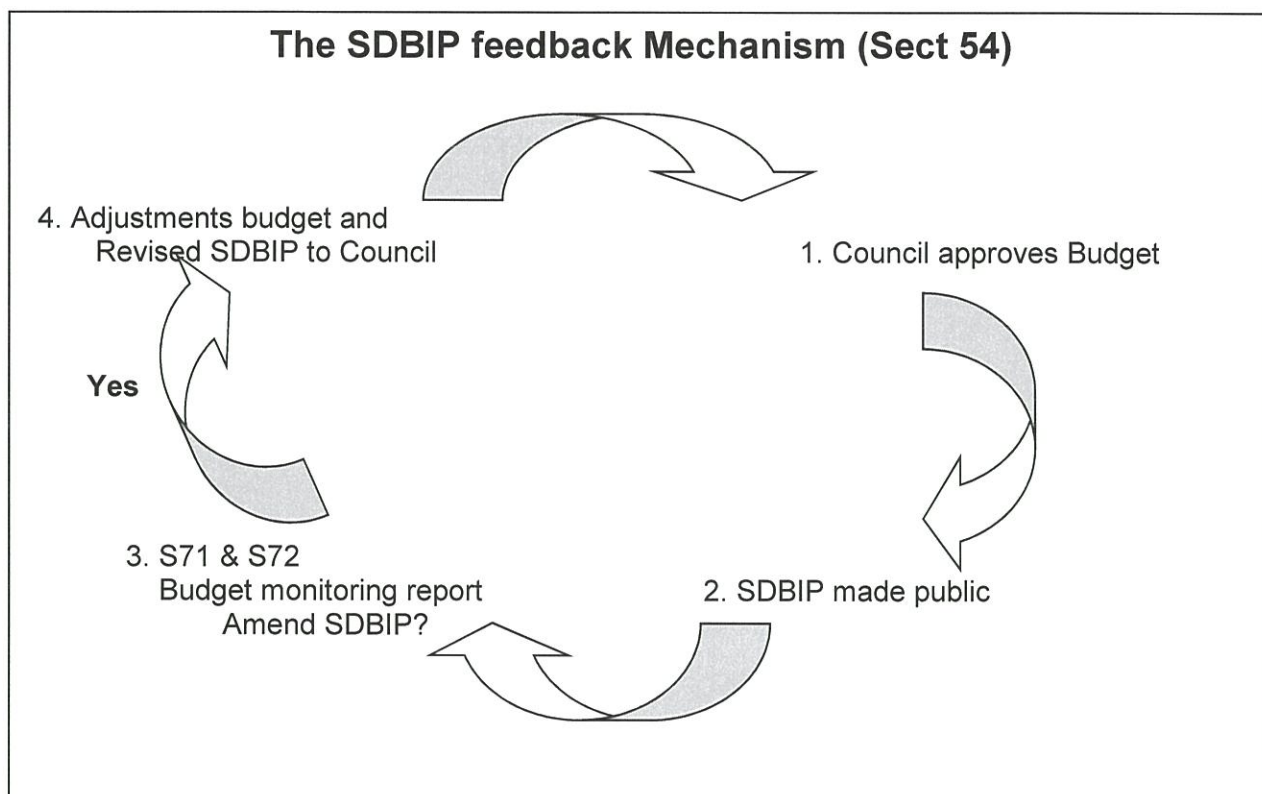 The SDBIP feedback Mechanism (Sect 54)
1. Council approves Budget
2. SDBIP made public
3. S71 & S72
Budget monitoring report
Amend SDBIP?
Yes
4. Adjustments budget and
Revised SDBIP to Council